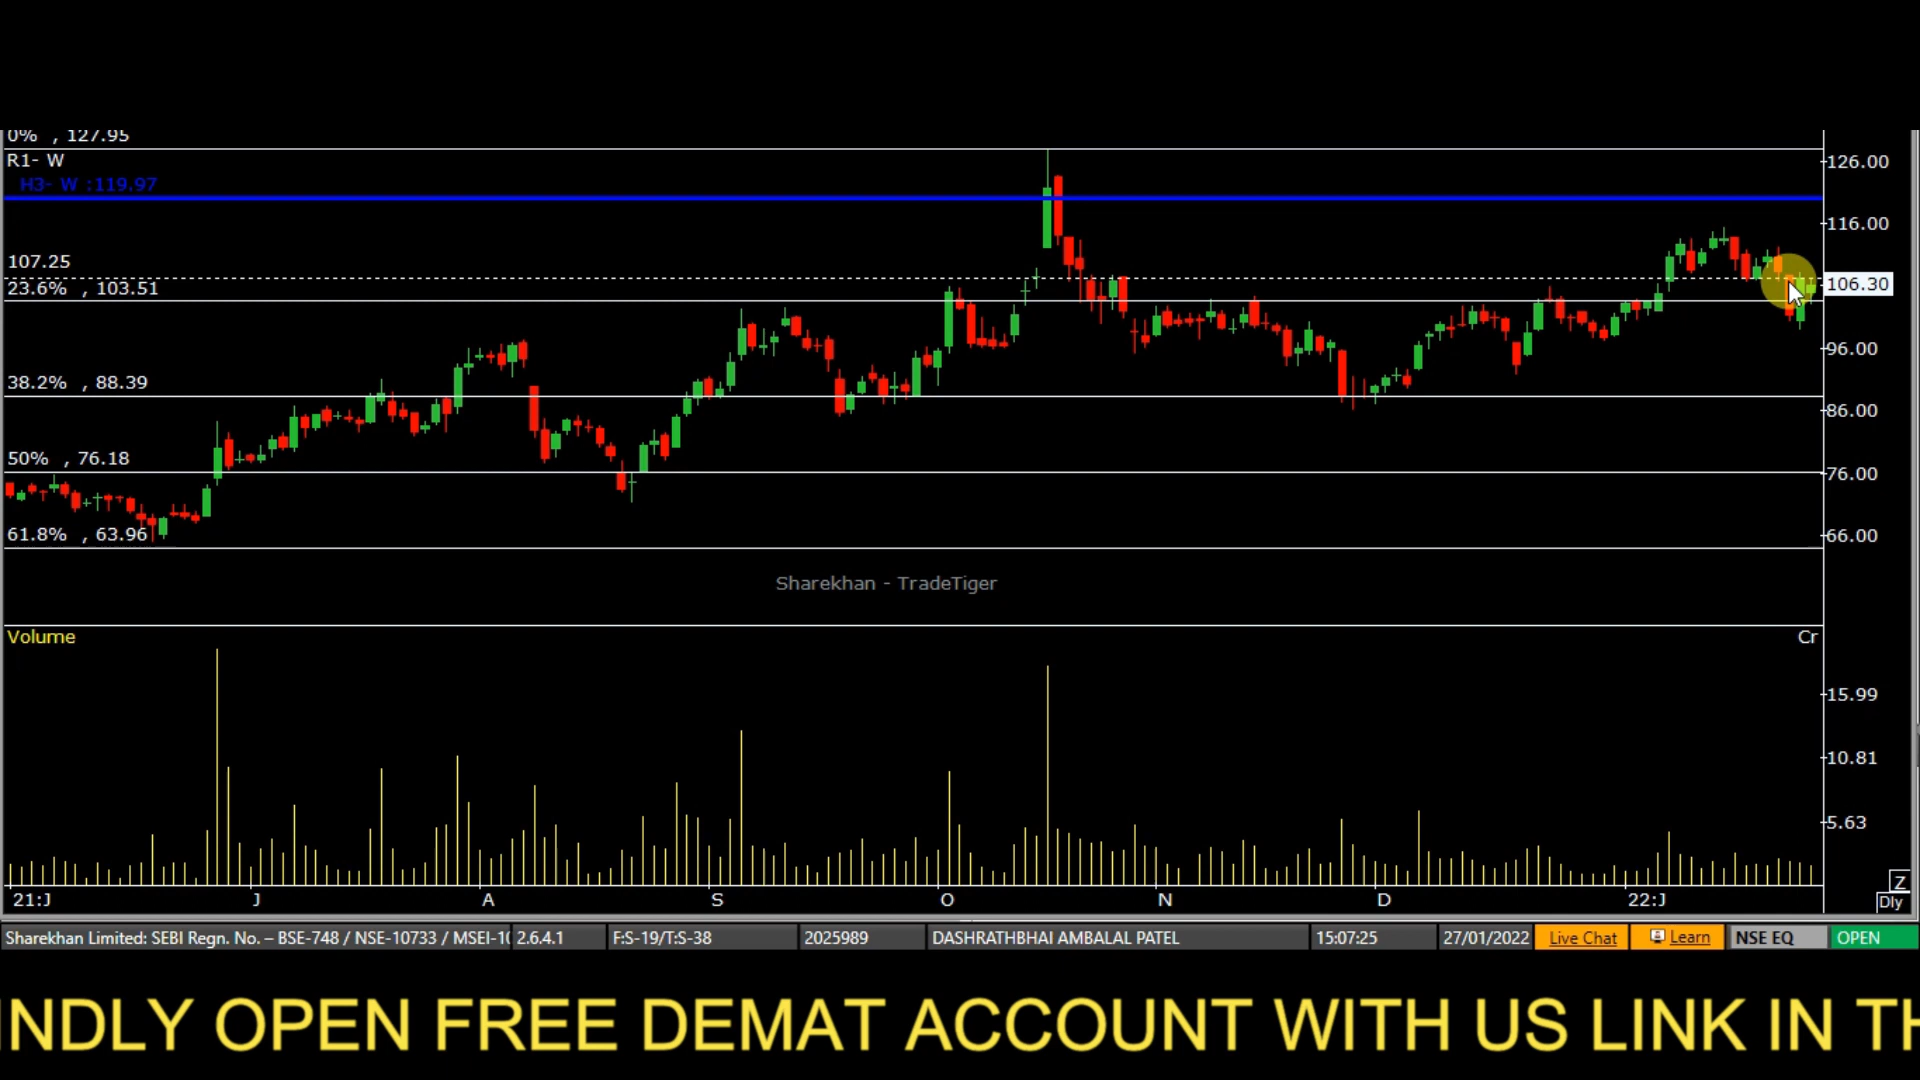 0% , 127.95
R1- W
H3- W :119.97
107.25
23.6% , 103.51
38.2% , 88.39
50% , 76.18
61.8% , 63.96
126.00
116.00
106.30
96.00
86.00
76.00
66.00
Sharekhan - TradeTiger
Volume
Cr
15.99
10.81
5.63
21:J J A S O N D 22:J
Z
Dly
Sharekhan Limited: SEBI Regn. No. – BSE-748 / NSE-10733 / MSEI-10 2.6.4.1 F:S-19/T:S-38 2025989 DASHRATHBHAI AMBALAL PATEL 15:07:25 27/01/2022 Live Chat Learn NSE EQ OPEN
INDLY OPEN FREE DEMAT ACCOUNT WITH US LINK IN TH